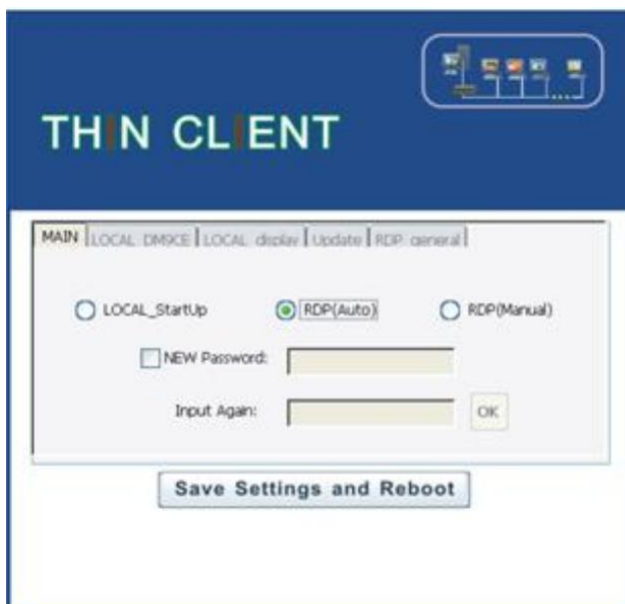 THIN CLIENT
MAIN LOCAL_DM9CE LOCAL_display Update RDP_general
LOCAL_StartUp RDP(Auto) RDP(Manual)
NEW Password:
Input Again: OK
Save Settings and Reboot